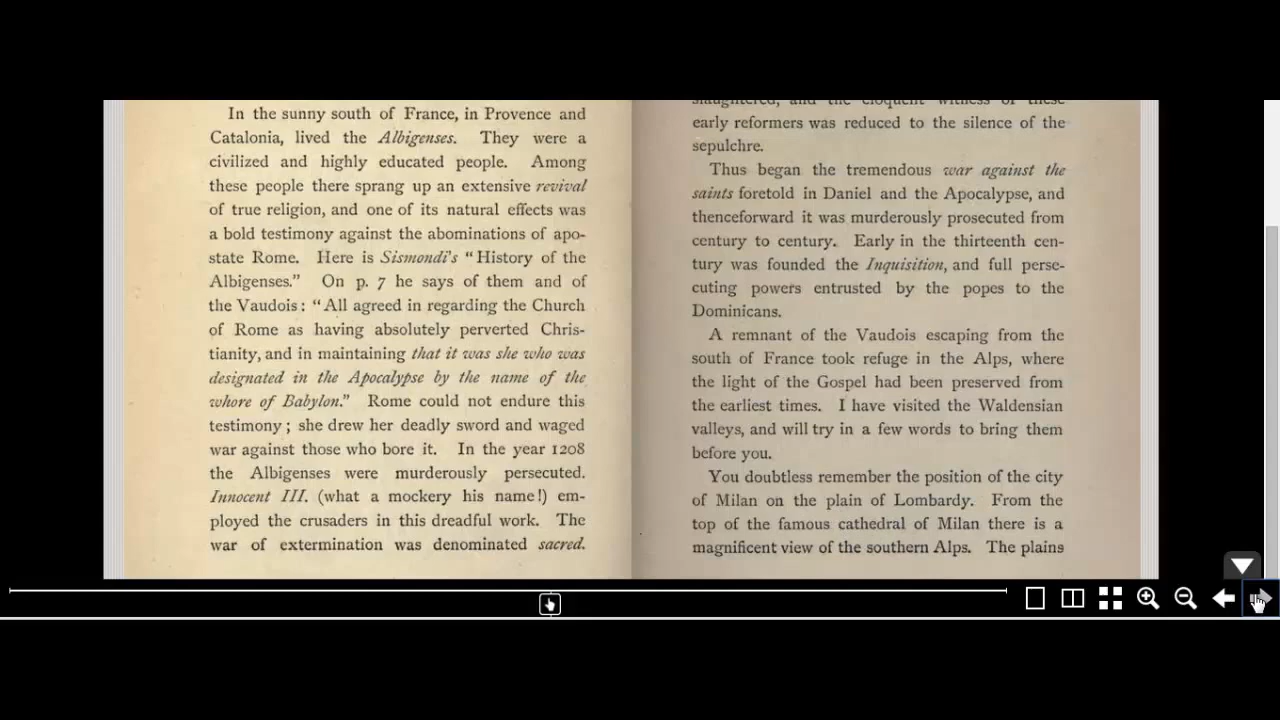 In the sunny south of France, in Provence and
Catalonia, lived the Albigenses. They were a
civilized and highly educated people. Among
these people there sprang up an extensive revival
of true religion, and one of its natural effects was
a bold testimony against the abominations of apo-
state Rome. Here is Sismondi's “History of the
Albigenses.” On p. 7 he says of them and of
the Vaudois: “All agreed in regarding the Church
of Rome as having absolutely perverted Chris-
tianity, and in maintaining that it was she who was
designated in the Apocalypse by the name of the
whore of Babylon.” Rome could not endure this
testimony; she drew her deadly sword and waged
war against those who bore it. In the year 1208
the Albigenses were murderously persecuted.
Innocent III. (what a mockery his name!) em-
ployed the crusaders in this dreadful work. The
war of extermination was denominated sacred.
slaughtered, and the eloquent witness of these
early reformers was reduced to the silence of the
sepulchre.
Thus began the tremendous war against the
saints foretold in Daniel and the Apocalypse, and
thenceforward it was murderously prosecuted from
century to century. Early in the thirteenth cen-
tury was founded the Inquisition, and full perse-
cuting powers entrusted by the popes to the
Dominicans.
A remnant of the Vaudois escaping from the
south of France took refuge in the Alps, where
the light of the Gospel had been preserved from
the earliest times. I have visited the Waldensian
valleys, and will try in a few words to bring them
before you.
You doubtless remember the position of the city
of Milan on the plain of Lombardy. From the
top of the famous cathedral of Milan there is a
magnificent view of the southern Alps. The plains